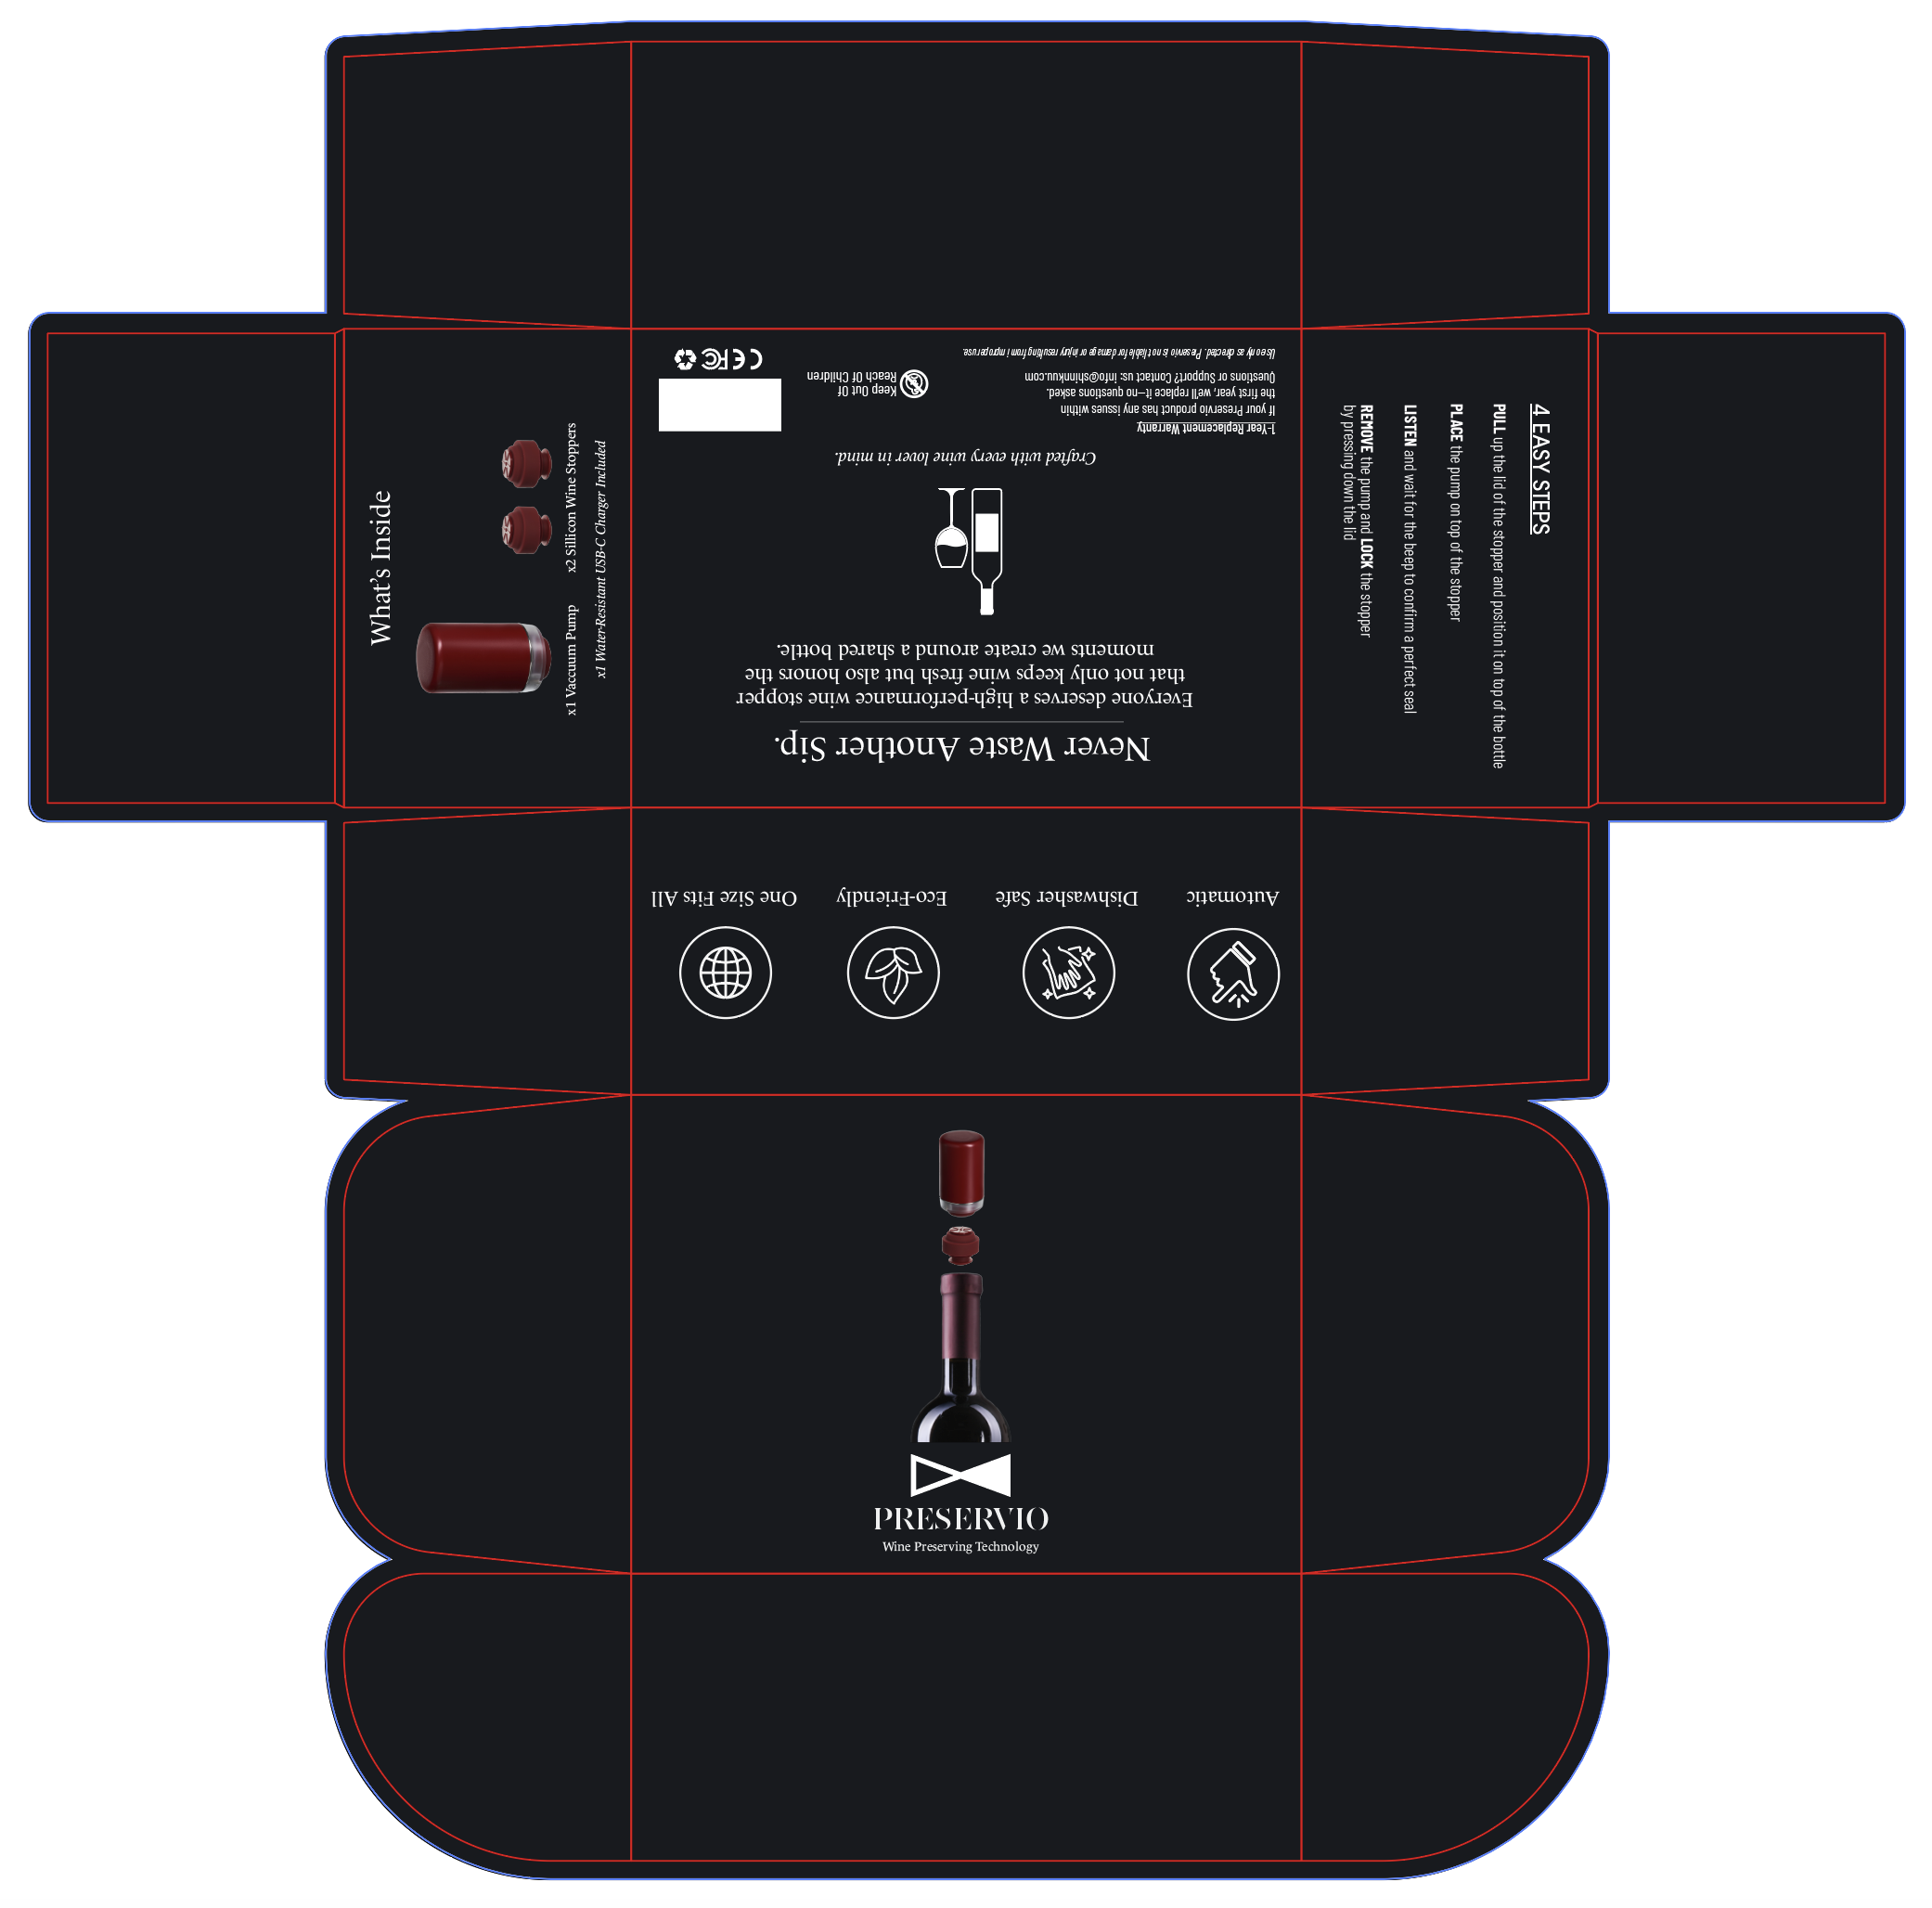 What's Inside
x1 Vaccuum Pump
x2 Sillicon Wine Stoppers
x1 Water-Resistant USB-C Charger Included
Never Waste Another Sip.
Everyone deserves a high-performance wine stopper
that not only keeps wine fresh but also honors the
moments we create around a shared bottle.
Crafted with every wine lover in mind.
1-Year Replacement Warranty
If your Preservio product has any issues within
the first year, we'll replace it—no questions asked.
Questions or Support? Contact us: info@shinnkuu.com
Use only as directed. Preservio is not liable for damage or injury resulting from improper use.
Keep Out Of
Reach Of Children
CE FC
4 EASY STEPS
PULL up the lid of the stopper and position it on top of the bottle
PLACE the pump on top of the stopper
LISTEN and wait for the beep to confirm a perfect seal
REMOVE the pump and LOCK the stopper
by pressing down the lid
Automatic
Dishwasher Safe
Eco-Friendly
One Size Fits All
PRESERVIO
Wine Preserving Technology